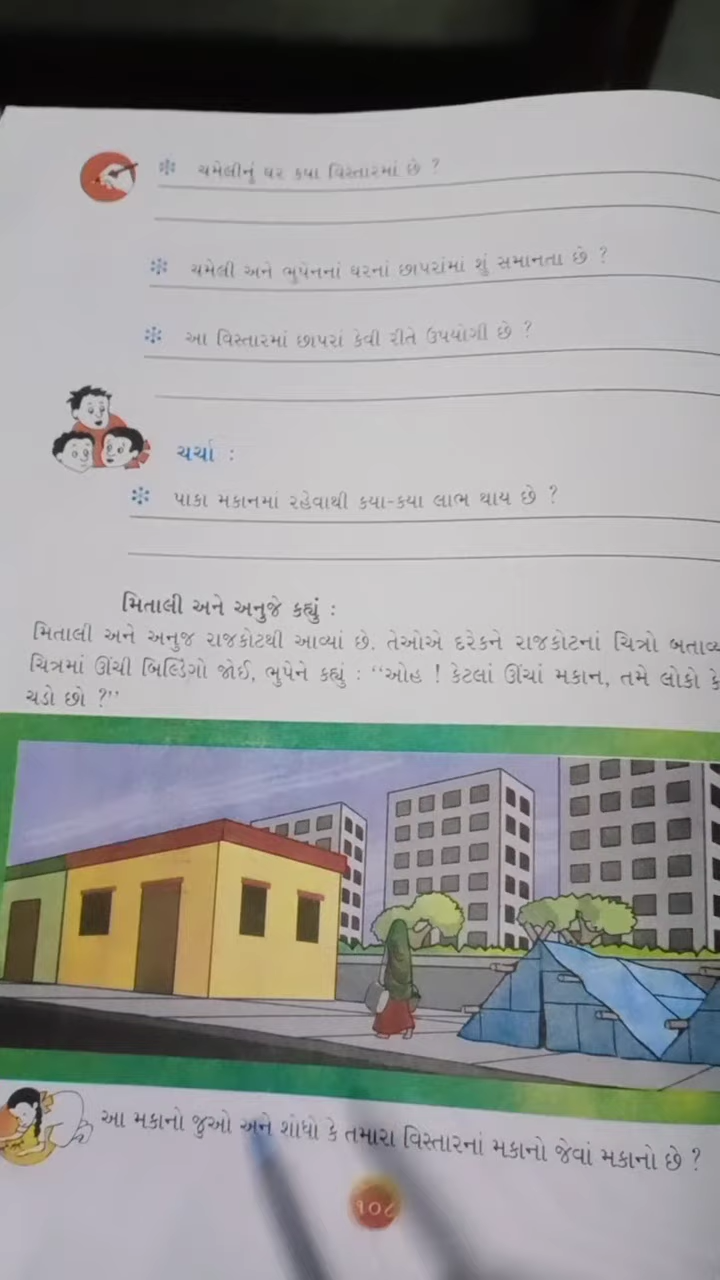 ચમેલીનું ઘર કયા વિસ્તારમાં છે ?
ચમેલી અને ભુપેનનાં ઘરનાં છાપરાંમાં શું સમાનતા છે ?
આ વિસ્તારમાં છાપરાં કેવી રીતે ઉપયોગી છે ?
ચર્ચા :
પાકા મકાનમાં રહેવાથી કયા-કયા લાભ થાય છે ?
મિતાલી અને અનુજે કહ્યું :
મિતાલી અને અનુજ રાજકોટથી આવ્યાં છે. તેઓએ દરેકને રાજકોટનાં ચિત્રો
ચિત્રમાં ઊંચી બિલ્ડિંગો જોઈ, ભુપેને કહ્યું : “ઓહ ! કેટલાં ઊંચાં મકાન, તમે લોકો
ચડો છો ?”
આ મકાનો જુઓ અને શોધો કે તમારા વિસ્તારનાં મકાનો જેવાં મકાનો છે ?
૧૦૮